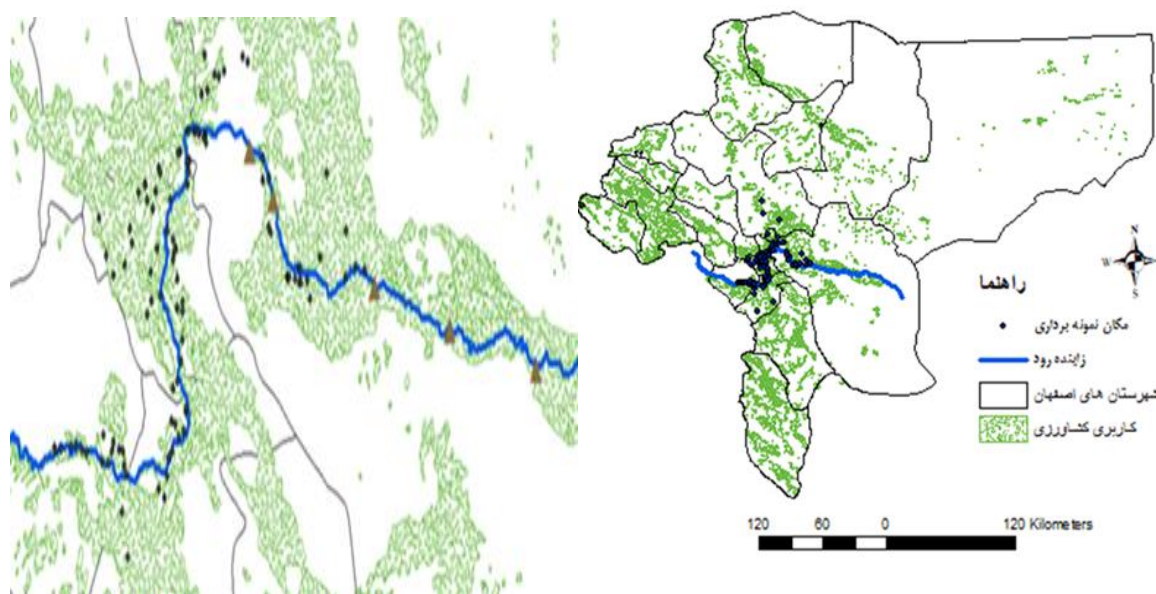 N
W
E
S
راهنما
مکان نمونه برداری
زاینده رود
شهرستان های اصفهان
کاربری کشاورزی
120 60 0 120 Kilometers